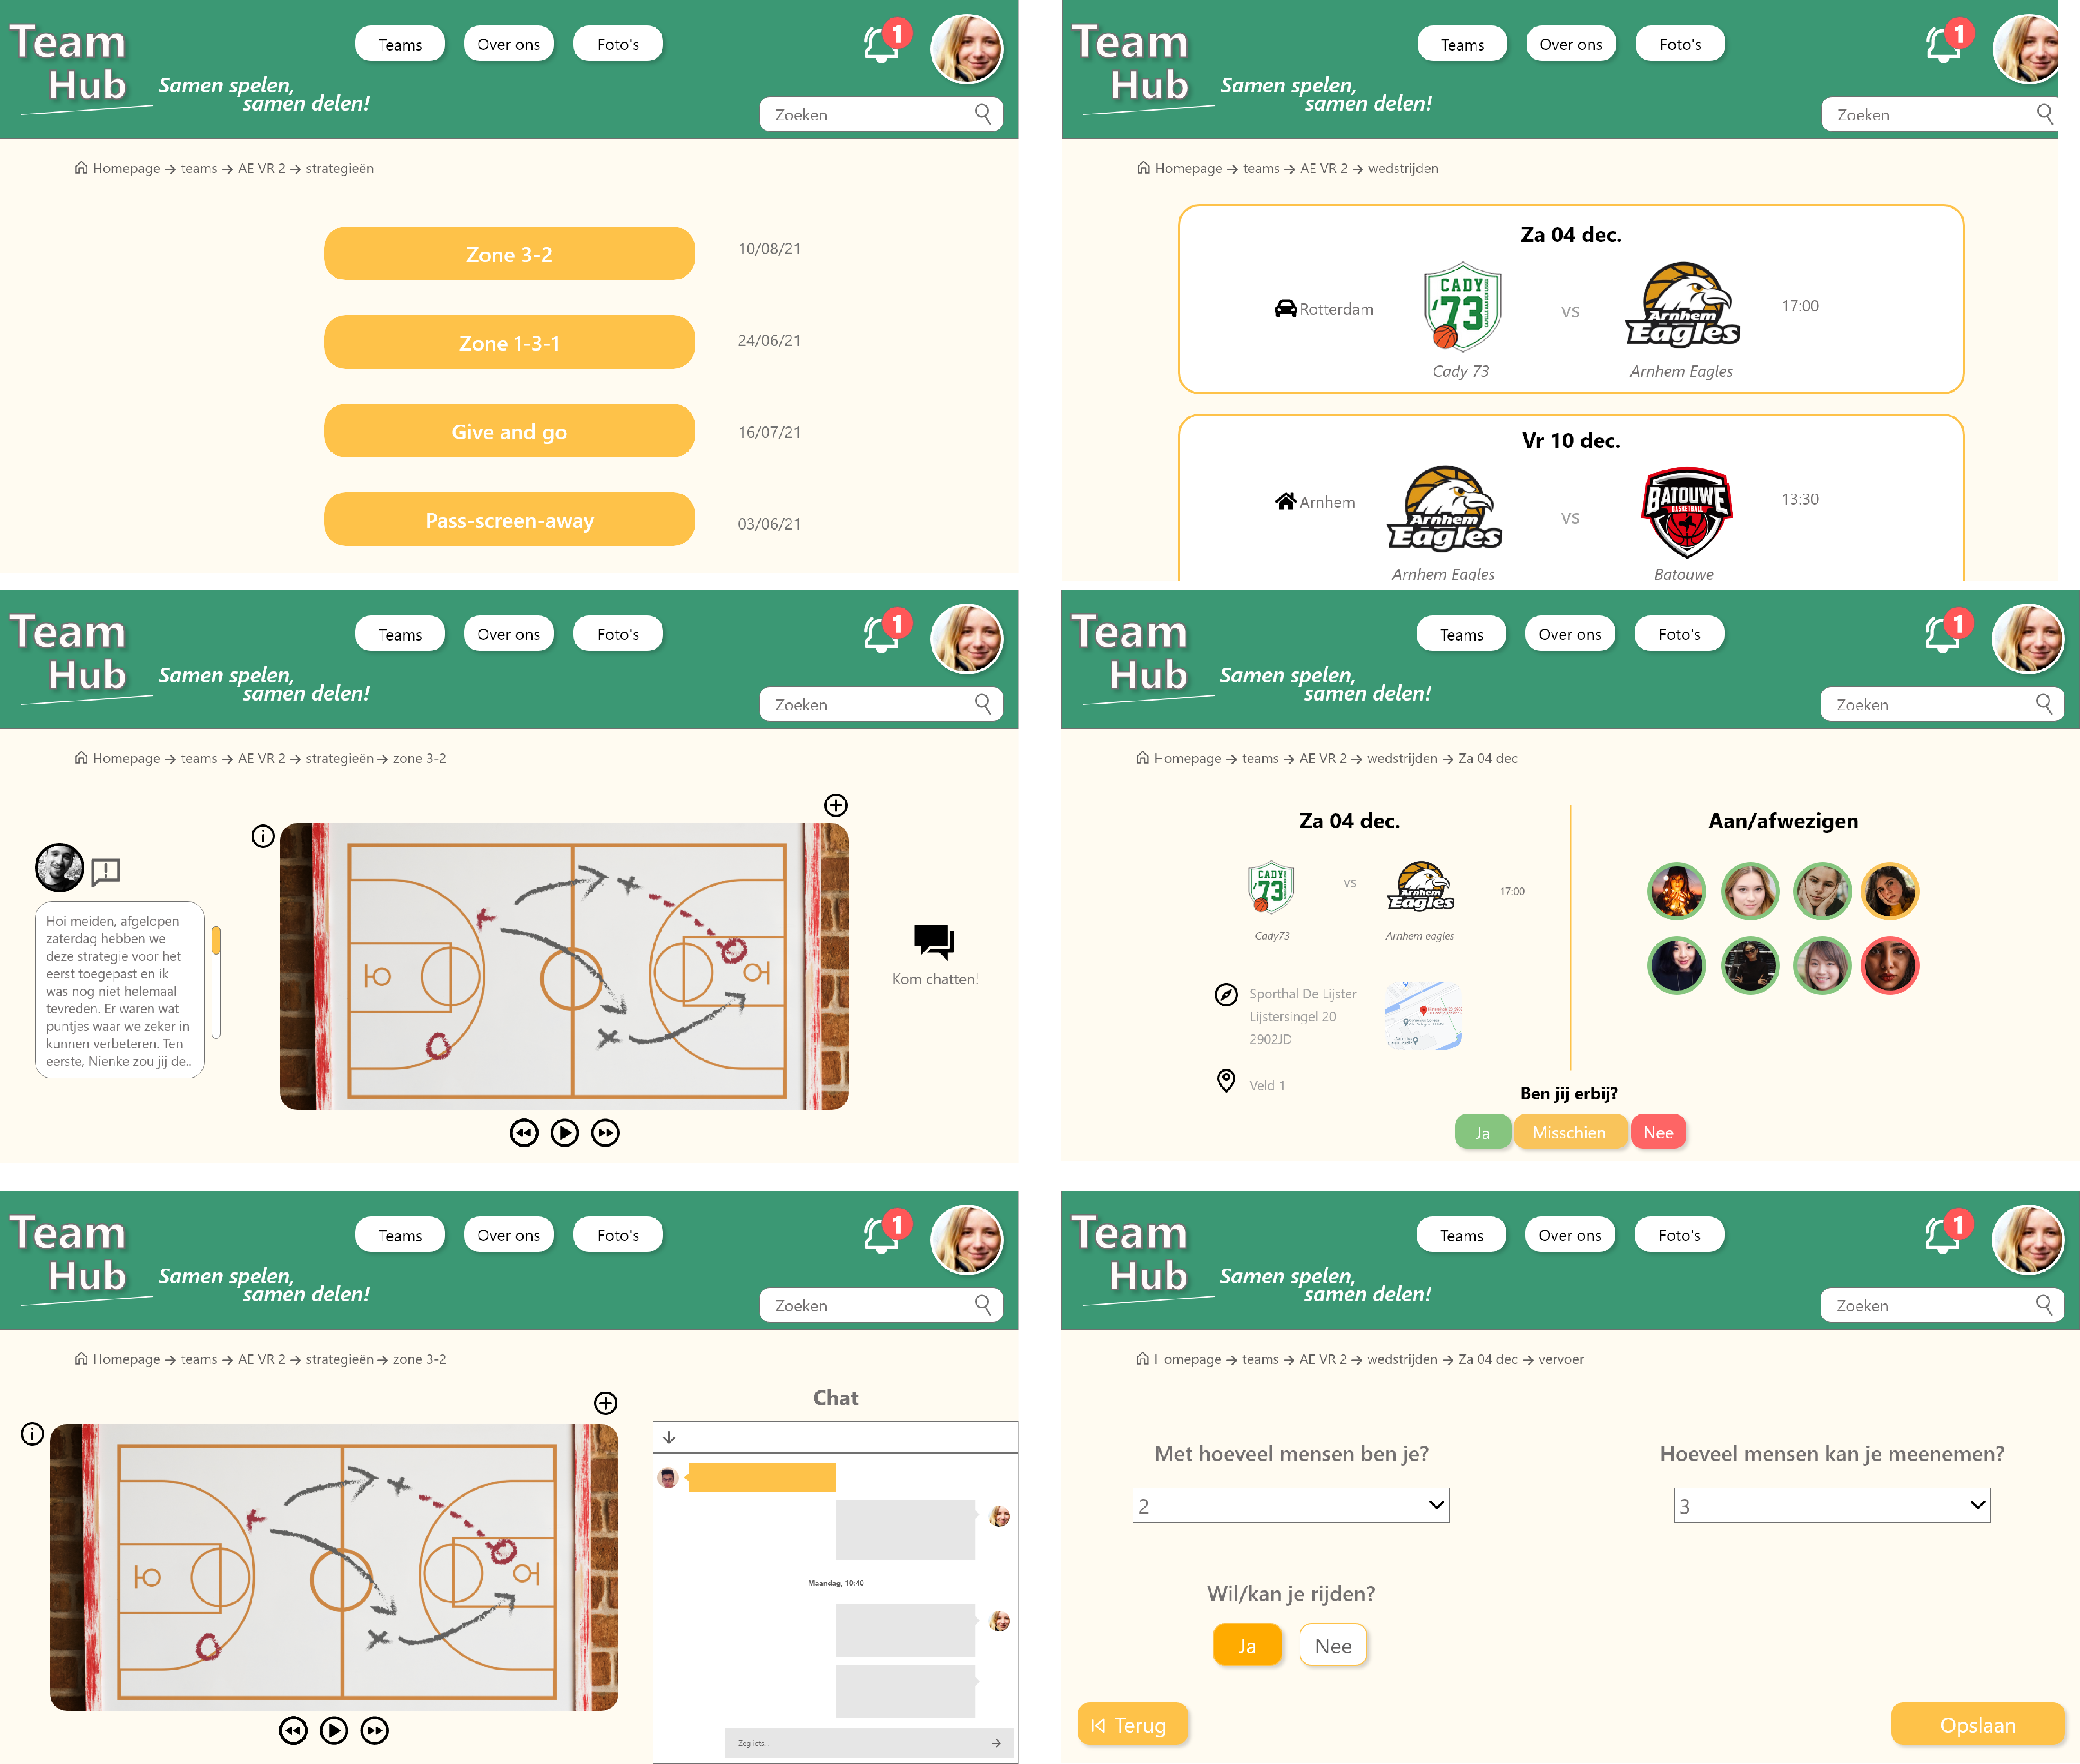 Team
Hub
Samen spelen,
samen delen!
Teams
Over ons
Foto's
1
Zoeken
Homepage → teams → AE VR 2 → strategieën
Zone 3-2
10/08/21
Zone 1-3-1
24/06/21
Give and go
16/07/21
Pass-screen-away
03/06/21
Team
Hub
Samen spelen,
samen delen!
Teams
Over ons
Foto's
1
Zoeken
Homepage → teams → AE VR 2 → wedstrijden
Za 04 dec.
Rotterdam
CADY
'73
vs
Arnhem
Eagles
17:00
Cady 73
Arnhem Eagles
Vr 10 dec.
Arnhem
Arnhem
Eagles
vs
BATOUWE
BASKETBALL
13:30
Arnhem Eagles
Batouwe
Team
Hub
Samen spelen,
samen delen!
Teams
Over ons
Foto's
1
Zoeken
Homepage → teams → AE VR 2 → strategieën → zone 3-2
Hoi meiden, afgelopen
zaterdag hebben we
deze strategie voor het
eerst toegepast en ik
was nog niet helemaal
tevreden. Er waren wat
puntjes waar we zeker in
kunnen verbeteren. Ten
eerste, Nienke zou jij de..
Kom chatten!
Team
Hub
Samen spelen,
samen delen!
Teams
Over ons
Foto's
1
Zoeken
Homepage → teams → AE VR 2 → wedstrijden → Za 04 dec
Za 04 dec.
CADY
'73
vs
Arnhem
Eagles
17:00
Cady73
Arnhem eagles
Sporthal De Lijster
Lijstersingel 20
2902JD
Veld 1
Aan/afwezigen
Ben jij erbij?
Ja
Misschien
Nee
Team
Hub
Samen spelen,
samen delen!
Teams
Over ons
Foto's
1
Zoeken
Homepage → teams → AE VR 2 → strategieën → zone 3-2
Chat
Maandag, 10:40
Zeg iets...
Team
Hub
Samen spelen,
samen delen!
Teams
Over ons
Foto's
1
Zoeken
Homepage → teams → AE VR 2 → wedstrijden → Za 04 dec → vervoer
Met hoeveel mensen ben je?
2
Hoeveel mensen kan je meenemen?
3
Wil/kan je rijden?
Ja
Nee
Terug
Opslaan